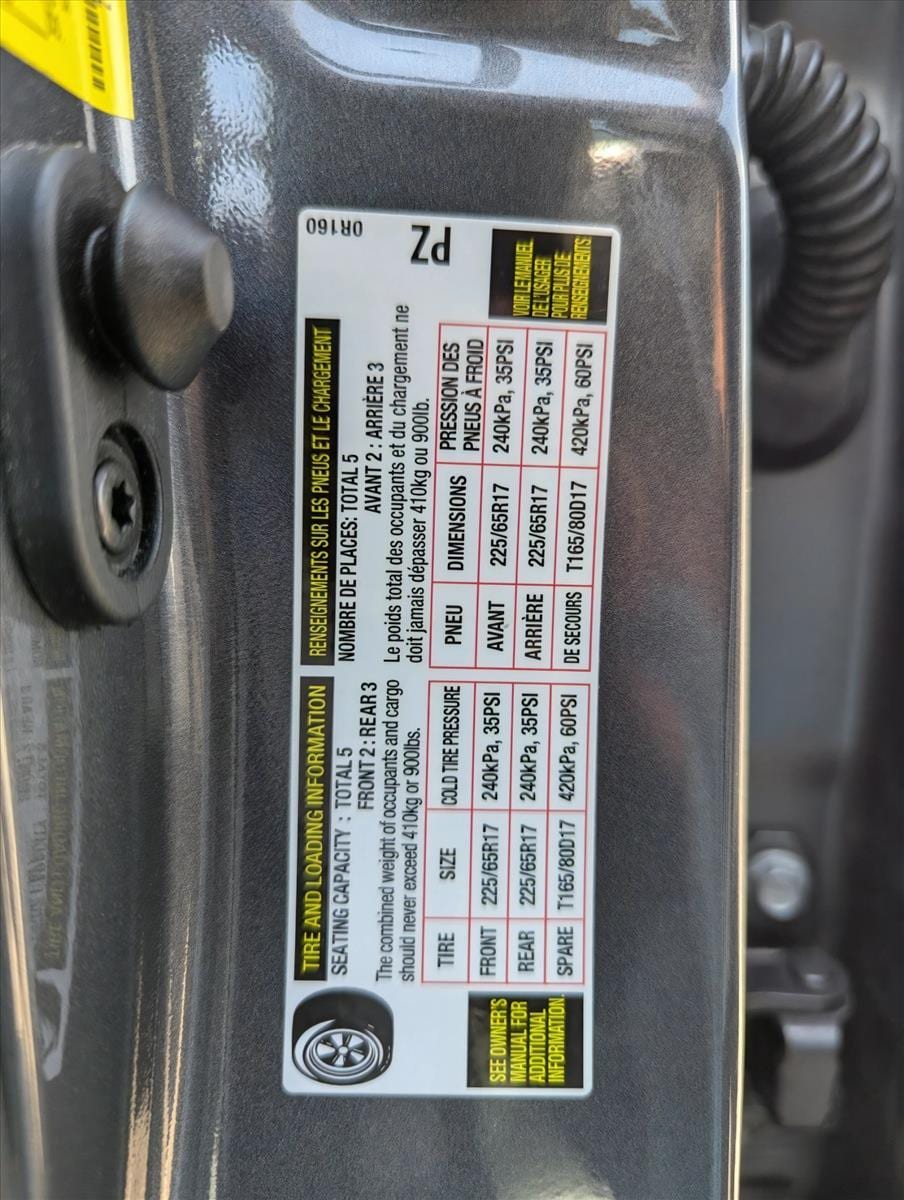 TIRE AND LOADING INFORMATION
SEATING CAPACITY : TOTAL 5
FRONT 2 : REAR 3
The combined weight of occupants and cargo
should never exceed 410kg or 900lbs.
TIRE SIZE COLD TIRE PRESSURE
FRONT 225/65R17 240kPa, 35PSI
REAR 225/65R17 240kPa, 35PSI
SPARE T165/80D17 420kPa, 60PSI
SEE OWNER'S
MANUAL FOR
ADDITIONAL
INFORMATION.
RENSEIGNEMENTS SUR LES PNEUS ET LE CHARGEMENT
NOMBRE DE PLACES: TOTAL 5
AVANT 2 : ARRIÈRE 3
Le poids total des occupants et du chargement ne
doit jamais dépasser 410kg ou 900lb.
PNEU DIMENSIONS PRESSION DES
PNEUS À FROID
AVANT 225/65R17 240kPa, 35PSI
ARRIÈRE 225/65R17 240kPa, 35PSI
DE SECOURS T165/80D17 420kPa, 60PSI
VOIR LE MANUEL
DE L'USAGER
POUR PLUS DE
RENSEIGNEMENTS
0R160
PZ